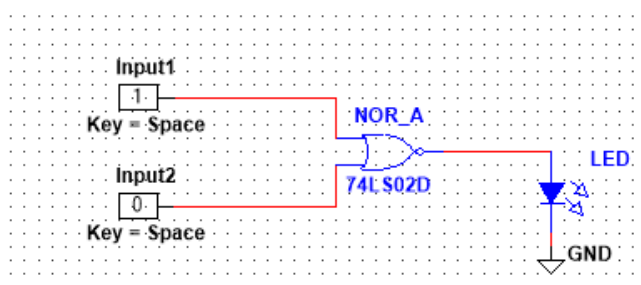 Input1
1
Key = Space
NOR_A
74LS02D
LED
Input2
0
Key = Space
GND